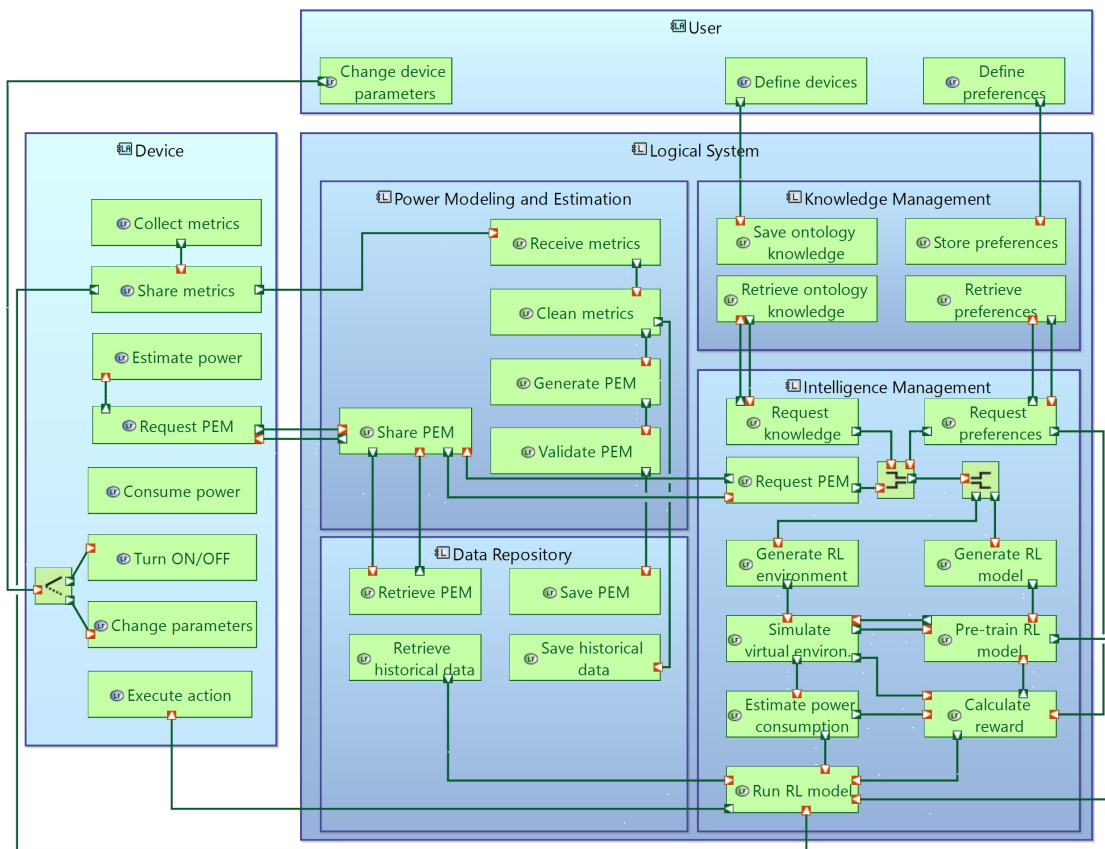 User
Change device
parameters
Define devices
Define
preferences
Device
Collect metrics
Share metrics
Estimate power
Request PEM
Consume power
Turn ON/OFF
Change parameters
Execute action
Logical System
Power Modeling and Estimation
Receive metrics
Clean metrics
Generate PEM
Share PEM
Validate PEM
Data Repository
Retrieve PEM
Save PEM
Retrieve
historical data
Save historical
data
Knowledge Management
Save ontology
knowledge
Store preferences
Retrieve ontology
knowledge
Retrieve
preferences
Intelligence Management
Request
knowledge
Request
preferences
Request PEM
Generate RL
environment
Generate RL
model
Simulate
virtual environ.
Pre-train RL
model
Estimate power
consumption
Calculate
reward
Run RL model